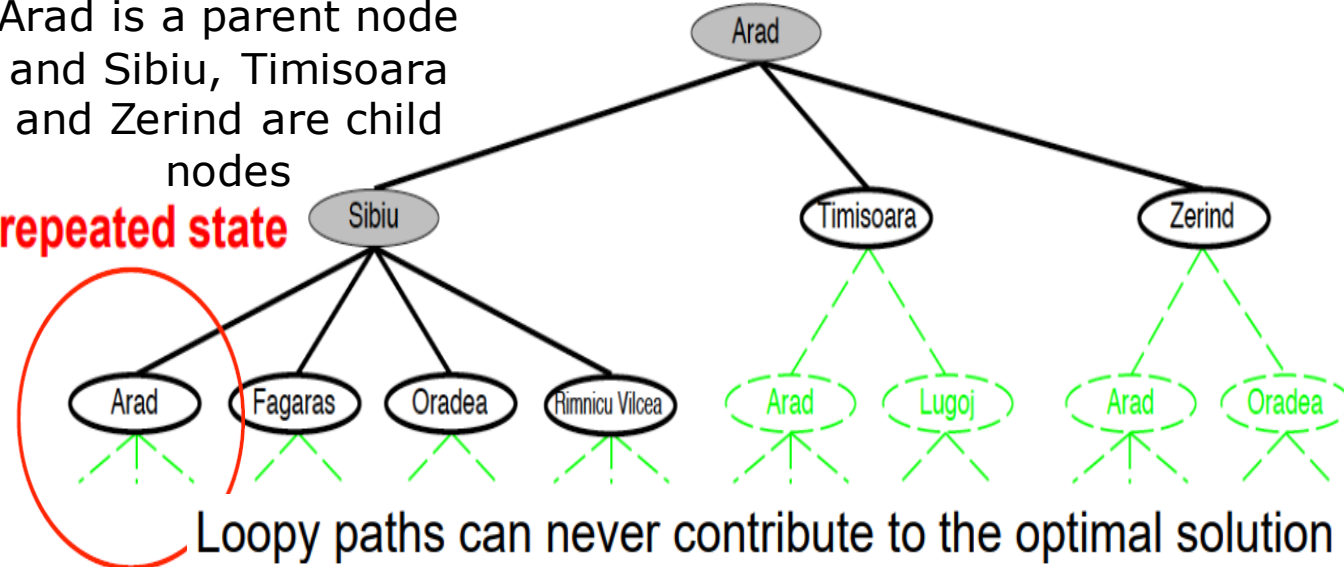 Arad is a parent node
and Sibiu, Timisoara
and Zerind are child
nodes
repeated state
Arad
Sibiu
Timisoara
Zerind
Arad
Fagaras
Oradea
Rimnicu Vilcea
Arad
Lugoj
Arad
Oradea
Loopy paths can never contribute to the optimal solution